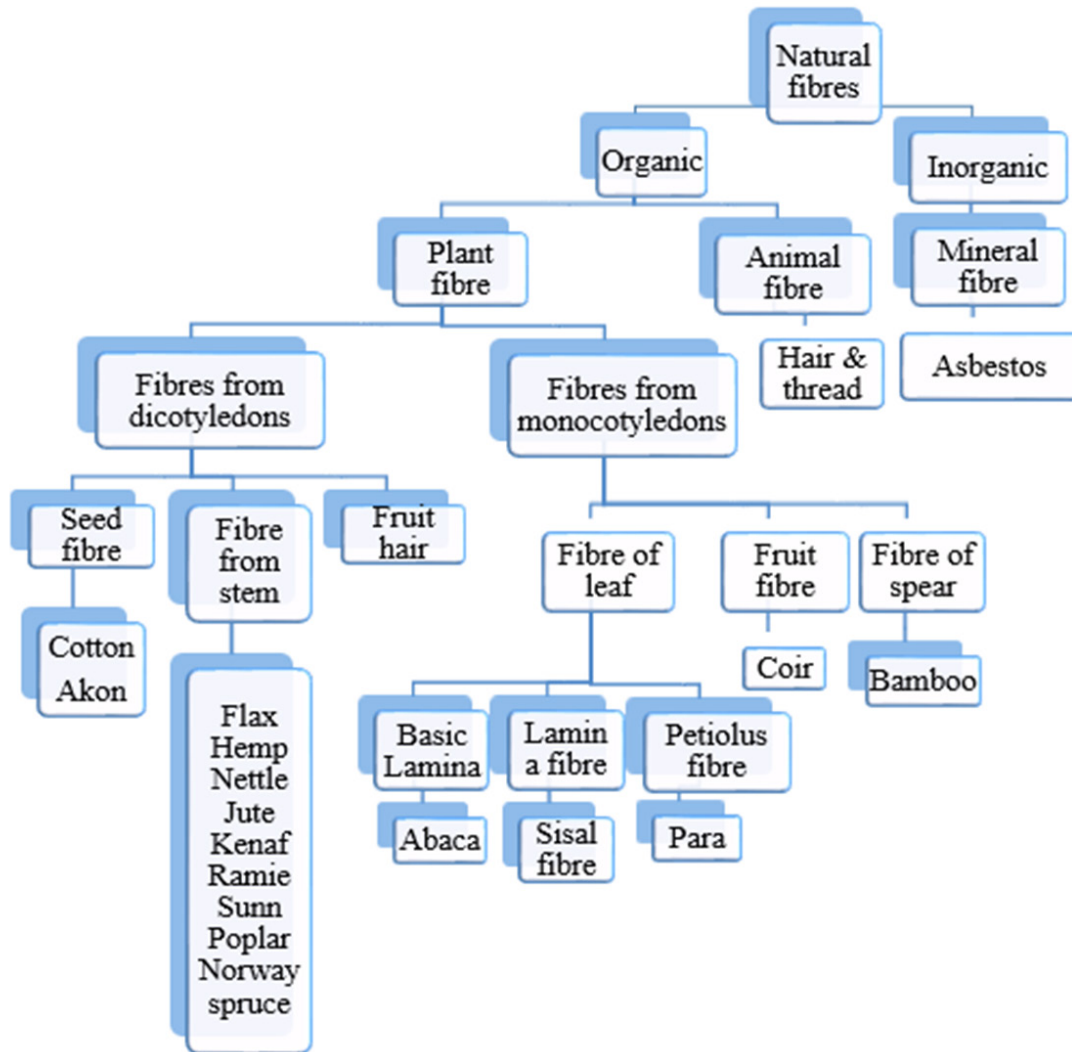 Natural
fibres
Organic
Inorganic
Plant
fibre
Animal
fibre
Mineral
fibre
Hair &
thread
Asbestos
Fibres from
dicotyledons
Fibres from
monocotyledons
Seed
fibre
Fibre
from
stem
Fruit
hair
Fibre of
leaf
Fruit
fibre
Fibre of
spear
Cotton
Akon
Coir
Bamboo
Flax
Hemp
Nettle
Jute
Kenaf
Ramie
Sunn
Poplar
Norway
spruce
Basic
Lamina
Lamin
a fibre
Petiolus
fibre
Abaca
Sisal
fibre
Para